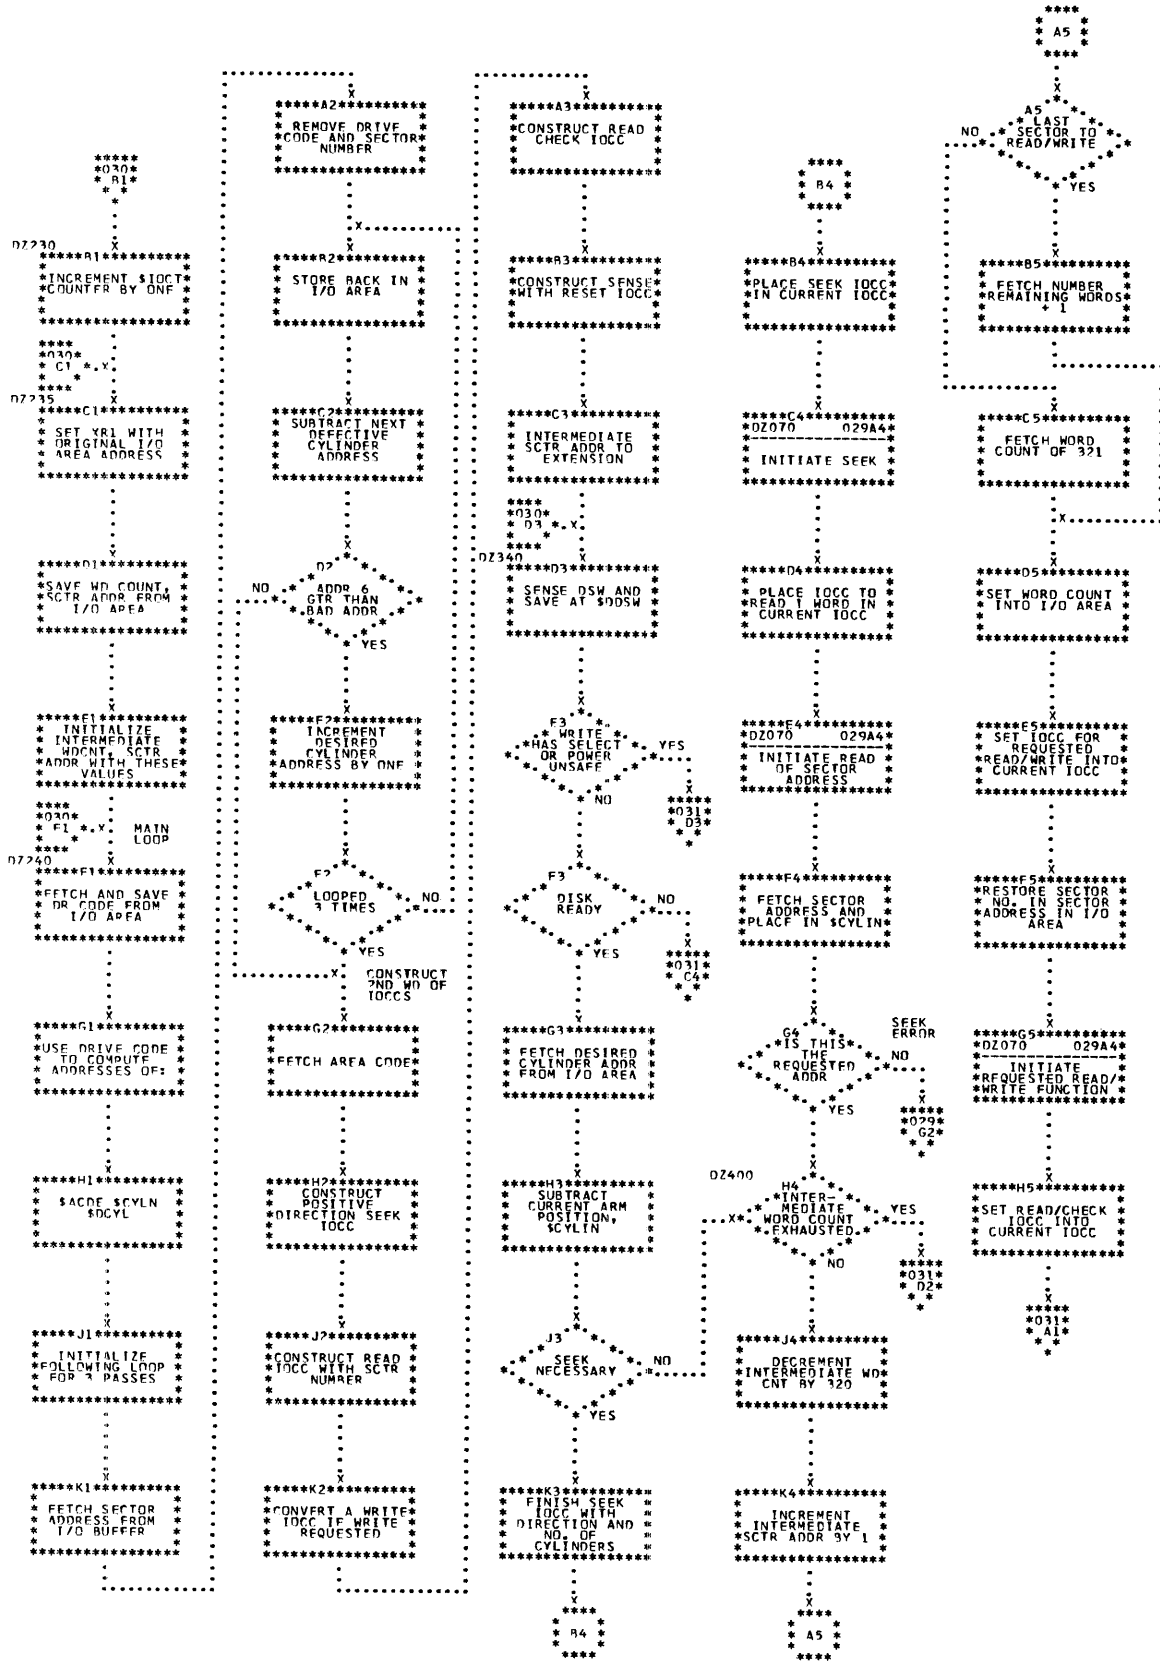 *030*
B1
DZ230
B1
INCREMENT $IOCT
COUNTER BY ONE
*030*
C1
DZ235
C1
SET XR1 WITH
ORIGINAL I/O
AREA ADDRESS
D1
SAVE WD COUNT,
SCTR ADDR FROM
I/O AREA
E1
INITIALIZE
INTERMEDIATE
WDCNT, SCTR
ADDR WITH THESE
VALUES
*030*
F1
MAIN
LOOP
DZ240
F1
FETCH AND SAVE
DR CODE FROM
I/O AREA
G1
USE DRIVE CODE
TO COMPUTE
ADDRESSES OF:
H1
$ACDE $CYLN
$DCYL
J1
INITIALIZE
FOLLOWING LOOP
FOR 3 PASSES
K1
FETCH SECTOR
ADDRESS FROM
I/O BUFFER
A2
REMOVE DRIVE
CODE AND SECTOR
NUMBER
B2
STORE BACK IN
I/O AREA
C2
SUBTRACT NEXT
DEFECTIVE
CYLINDER
ADDRESS
D2
ADDR 6
GTR THAN
BAD ADDR
NO
YES
E2
INCREMENT
DESIRED
CYLINDER
ADDRESS BY ONE
F2
LOOPED
3 TIMES
NO
YES
CONSTRUCT
2ND WD OF
IOCCS
G2
FETCH AREA CODE
H2
CONSTRUCT
POSITIVE
DIRECTION SEEK
IOCC
J2
CONSTRUCT READ
IOCC WITH SCTR
NUMBER
K2
CONVERT A WRITE
IOCC IF WRITE
REQUESTED
A3
CONSTRUCT READ
CHECK IOCC
B3
CONSTRUCT SENSE
WITH RESET IOCC
C3
INTERMEDIATE
SCTR ADDR TO
EXTENSION
*030*
D3
DZ340
D3
SENSE DSW AND
SAVE AT $DDSW
E3
WRITE
HAS SELECT
OR POWER
UNSAFE
YES
NO
*031*
D3
F3
DISK
READY
NO
YES
*031*
C4
G3
FETCH DESIRED
CYLINDER ADDR
FROM I/O AREA
H3
SUBTRACT
CURRENT ARM
POSITION,
$CYLIN
J3
SEEK
NECESSARY
NO
YES
K3
FINISH SEEK
IOCC WITH
DIRECTION AND
NO. OF
CYLINDERS
B4
B4
B4
PLACE SEEK IOCC
IN CURRENT IOCC
C4
DZ070 029A4
INITIATE SEEK
D4
PLACE IOCC TO
READ 1 WORD IN
CURRENT IOCC
E4
DZ070 029A4
INITIATE READ
OF SECTOR
ADDRESS
F4
FETCH SECTOR
ADDRESS AND
PLACE IN $CYLIN
G4
IS THIS
THE
REQUESTED
ADDR
SEEK
ERROR
NO
YES
*029*
G2
DZ400
H4
INTER-
MEDIATE
WORD COUNT
EXHAUSTED
YES
NO
*031*
D2
J4
DECREMENT
INTERMEDIATE WD
CNT BY 320
K4
INCREMENT
INTERMEDIATE
SCTR ADDR BY 1
A5
A5
A5
LAST
SECTOR TO
READ/WRITE
NO
YES
B5
FETCH NUMBER
REMAINING WORDS
+ 1
C5
FETCH WORD
COUNT OF 321
D5
SET WORD COUNT
INTO I/O AREA
E5
SET IOCC FOR
REQUESTED
READ/WRITE INTO
CURRENT IOCC
F5
RESTORE SECTOR
NO. IN SECTOR
ADDRESS IN I/O
AREA
G5
DZ070 029A4
INITIATE
REQUESTED READ/
WRITE FUNCTION
H5
SET READ/CHECK
IOCC INTO
CURRENT IOCC
*031*
A1